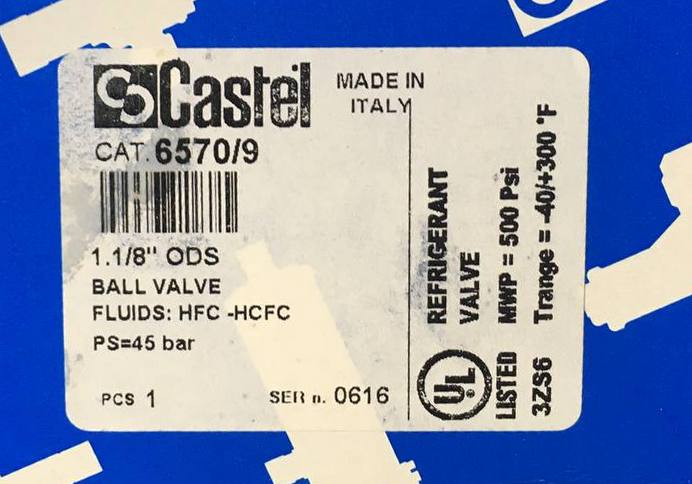 Castel
MADE IN
ITALY
CAT. 6570/9
1.1/8" ODS
BALL VALVE
FLUIDS: HFC -HCFC
PS=45 bar
PCS 1
SER n. 0616
REFRIGERANT
VALVE
MWP = 500 Psi
Trange = -40/+300 °F
UL
LISTED
3ZS6